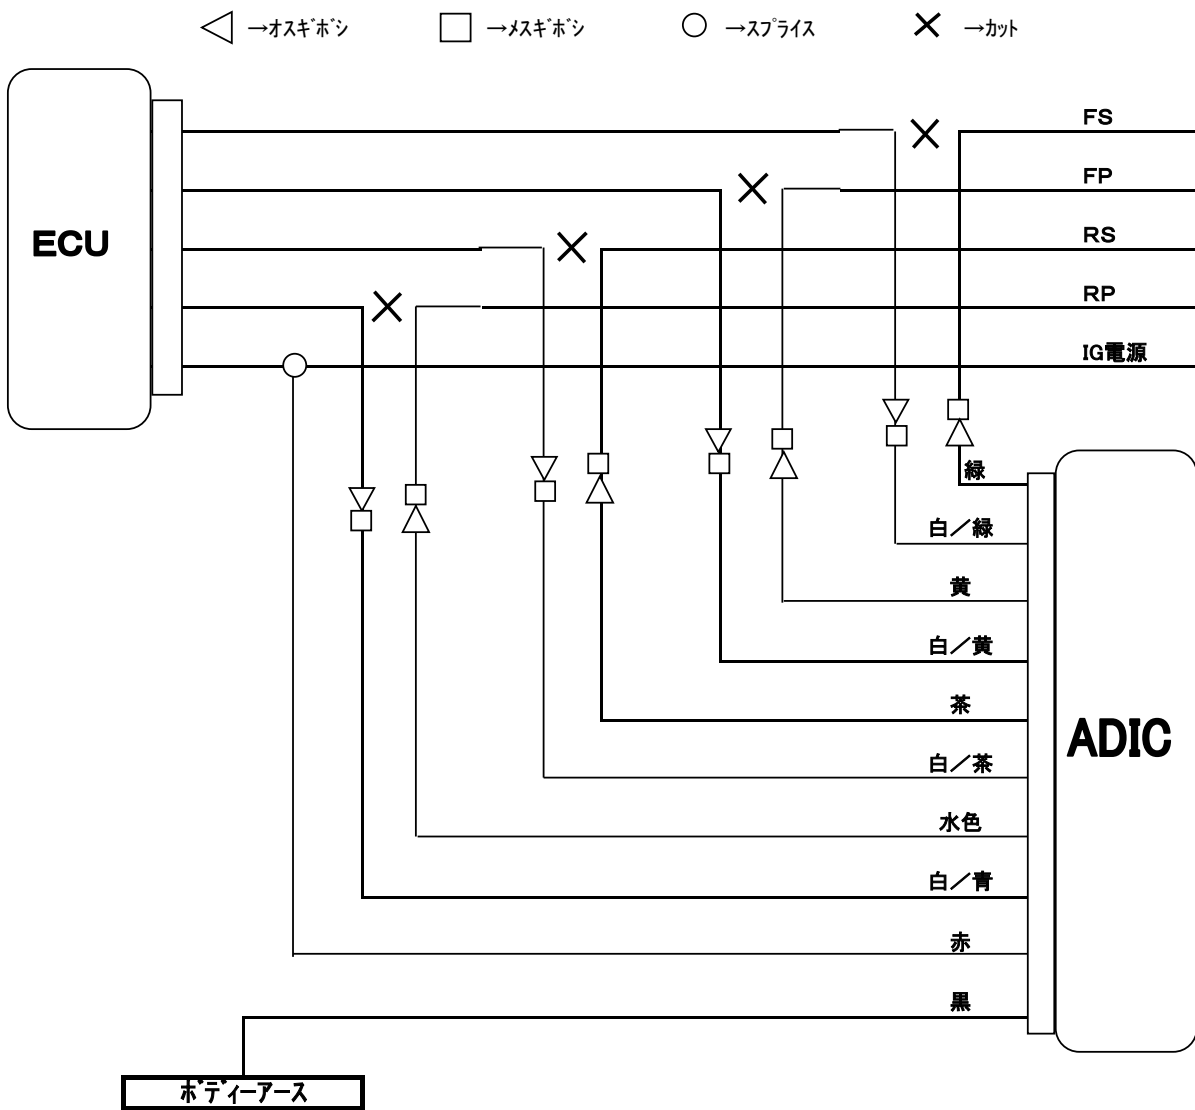 →オスギボシ
→メスギボシ
→スプライス
→カット
FS
FP
ECU
RS
RP
IG電源
緑
白／緑
黄
白／黄
茶
ADIC
白／茶
水色
白／青
赤
黒
ボディーアース